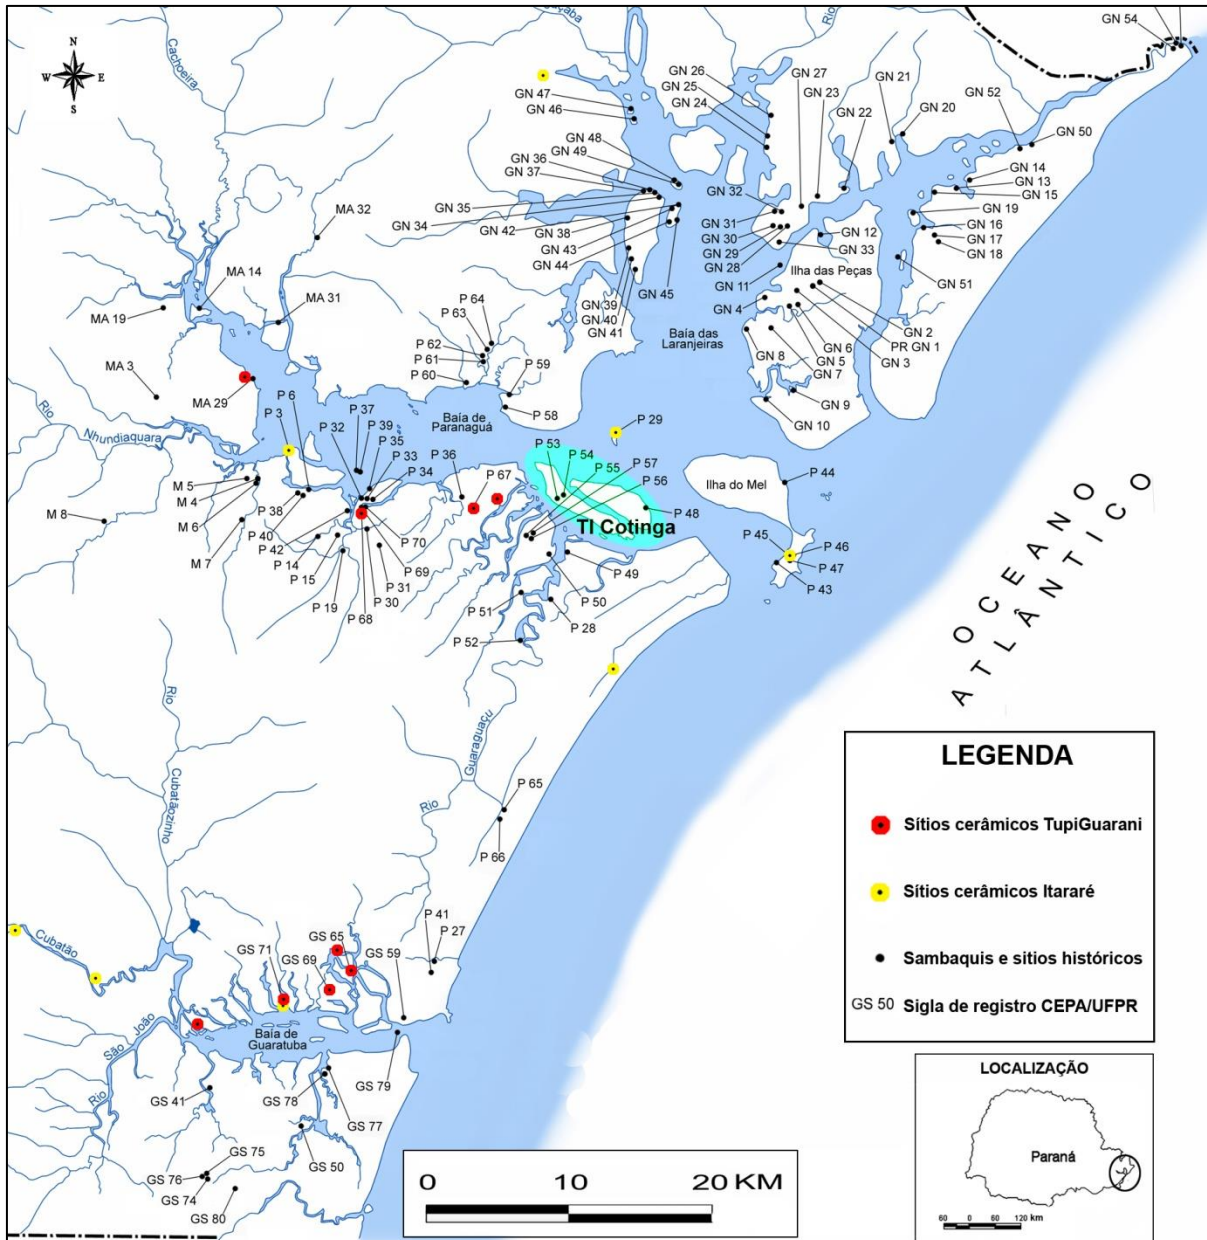 GN 54
Cachoeira
Rio
N
W
E
S
GN 26
GN 25
GN 24
GN 27
GN 23
GN 21
GN 20
GN 22
GN 52
GN 50
GN 47
GN 46
GN 48
GN 49
GN 36
GN 37
GN 35
GN 34
GN 42
GN 38
GN 43
GN 44
GN 39
GN 40
GN 41
GN 45
GN 32
GN 31
GN 30
GN 29
GN 28
GN 11
GN 4
GN 12
GN 33
Ilha das Peças
GN 14
GN 13
GN 15
GN 19
GN 16
GN 17
GN 18
GN 51
GN 2
PR GN 1
GN 3
GN 6
GN 5
GN 7
GN 8
GN 9
GN 10
Baía das
Laranjeiras
MA 32
MA 14
MA 19
MA 31
MA 3
MA 29
P 64
P 63
P 62
P 61
P 60
P 59
P 58
Baía de
Paranaguá
Rio
Nhundiaquara
P 3
P 6
P 37
P 39
P 32
P 35
P 33
P 34
P 36
P 67
P 53
P 54
P 55
P 57
P 56
P 29
P 48
TI Cotinga
Ilha do Mel
P 44
P 45
P 46
P 47
P 43
M 5
M 4
M 6
M 8
M 7
P 38
P 42
P 40
P 14
P 15
P 19
P 68
P 30
P 31
P 69
P 70
P 49
P 50
P 51
P 28
P 52
OCEANO
ATLÂNTICO
Rio
Cubatãozinho
Guaraguaçu
Rio
P 65
P 66
P 41
P 27
Cubatão
GS 71
GS 65
GS 69
GS 59
Baía de
Guaratuba
Rio
São João
GS 41
GS 78
GS 77
GS 79
GS 50
GS 75
GS 76
GS 74
GS 80
0 10 20 KM
LEGENDA
Sítios cerâmicos TupiGuarani
Sítios cerâmicos Itararé
Sambaquis e sitios históricos
GS 50 Sigla de registro CEPA/UFPR
LOCALIZAÇÃO
Paraná
60 0 60 120 km